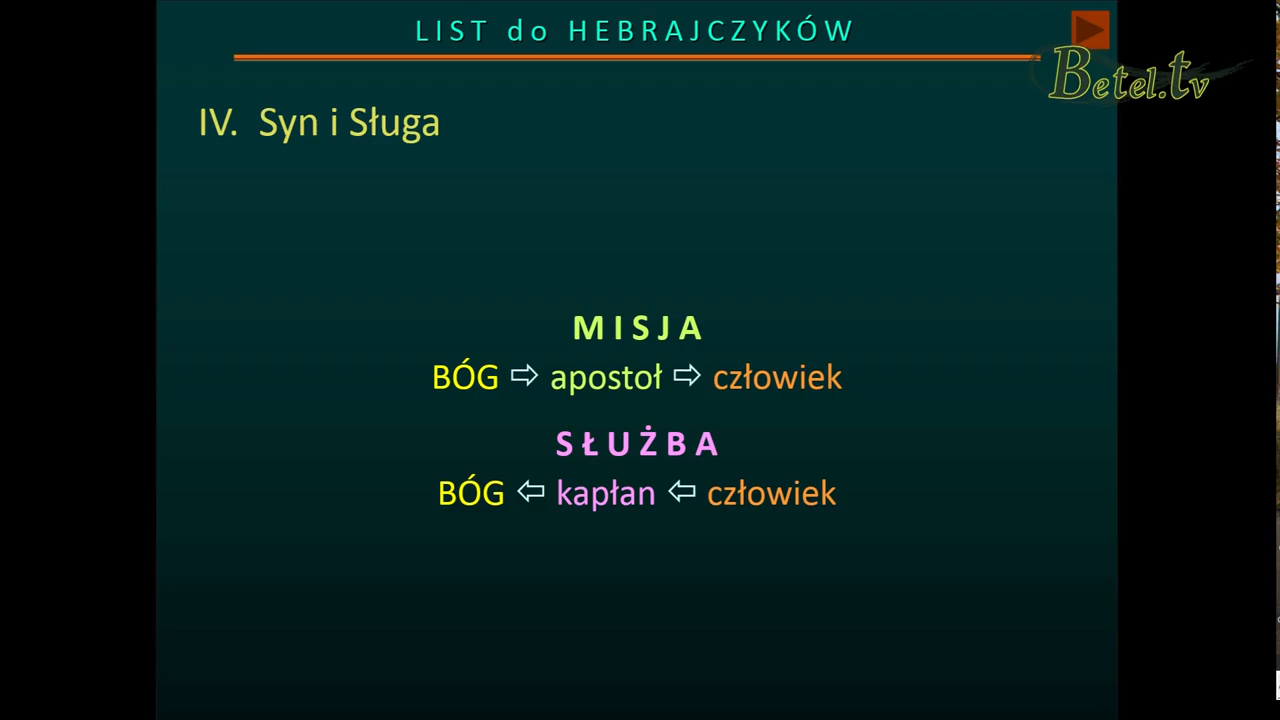 LIST do HEBRAJCZYKÓW
Betel.tv
IV. Syn i Sługa
MISJA
BÓG ⇨ apostoł ⇨ człowiek
SŁUŻBA
BÓG ⇦ kapłan ⇦ człowiek